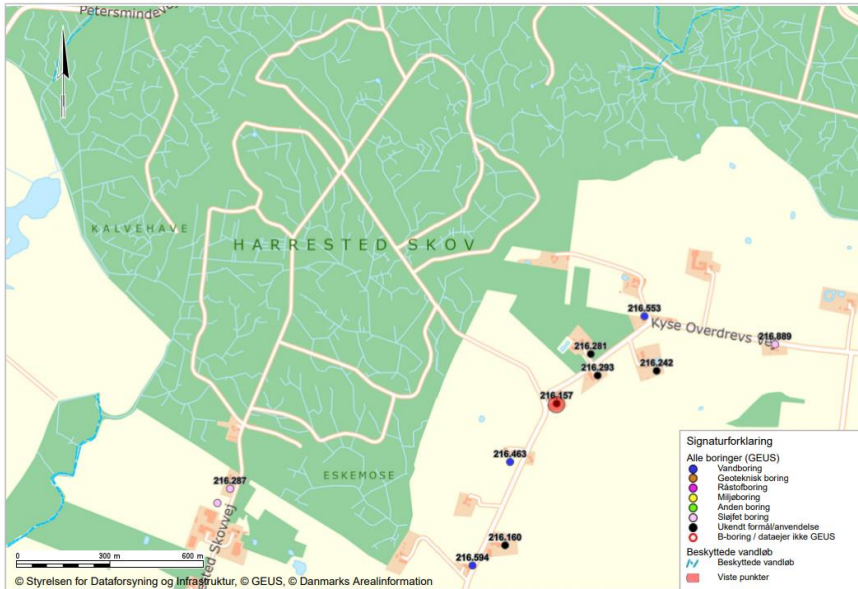 Petersmindevej
KALVEHAVE
HARRESTED SKOV
216.553
Kyse Overdrevs
216.889
216.281
216.293
216.242
216.157
216.463
ESKEMOSE
216.287
216.160
216.594
Skovvej
0 300 m 600 m
© Styrelsen for Dataforsyning og Infrastruktur, © GEUS, © Danmarks Arealinformation
Signaturforklaring
Alle boringer (GEUS)
Vandboring
Geoteknisk boring
Råstofboring
Miljøboring
Anden boring
Sløjfet boring
Ukendt formål/anvendelse
B-boring / dataejer ikke GEUS
Beskyttede vandløb
Beskyttede vandløb
Viste punkter